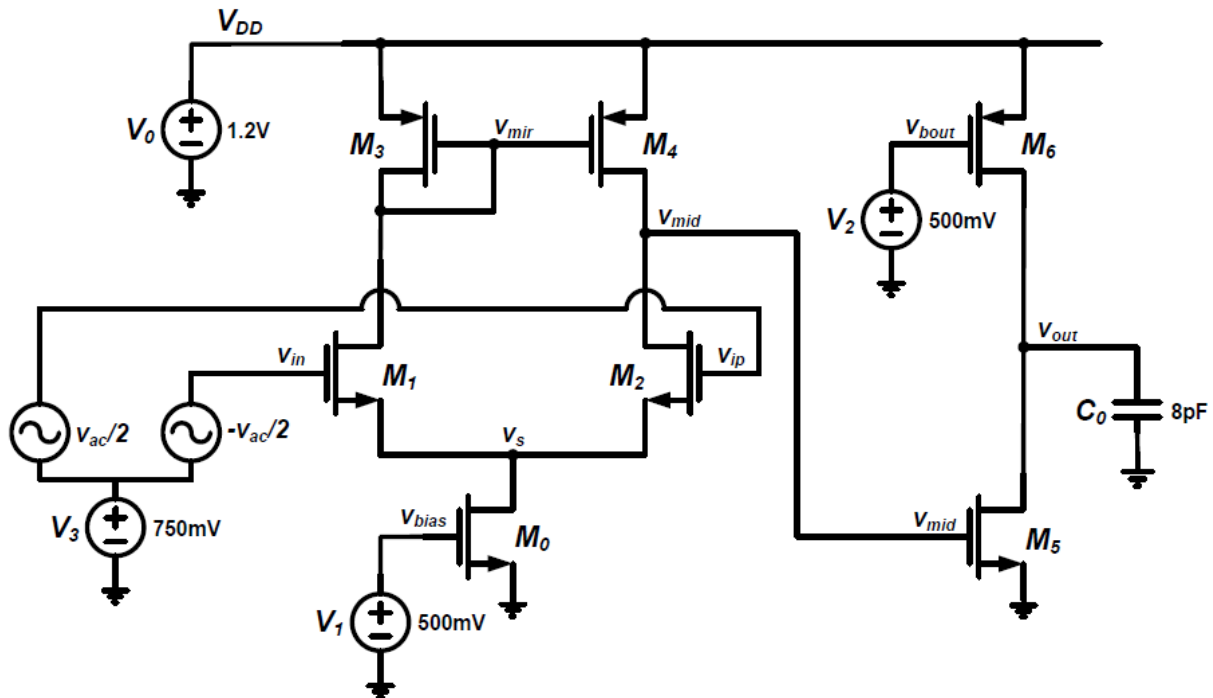 VDD
V0
1.2V
M3
vmir
M4
vbout
M6
V2
500mV
vmid
vin
M1
M2
vip
vout
C0
8pF
vac/2
-vac/2
vs
V3
750mV
vbias
M0
vmid
M5
V1
500mV